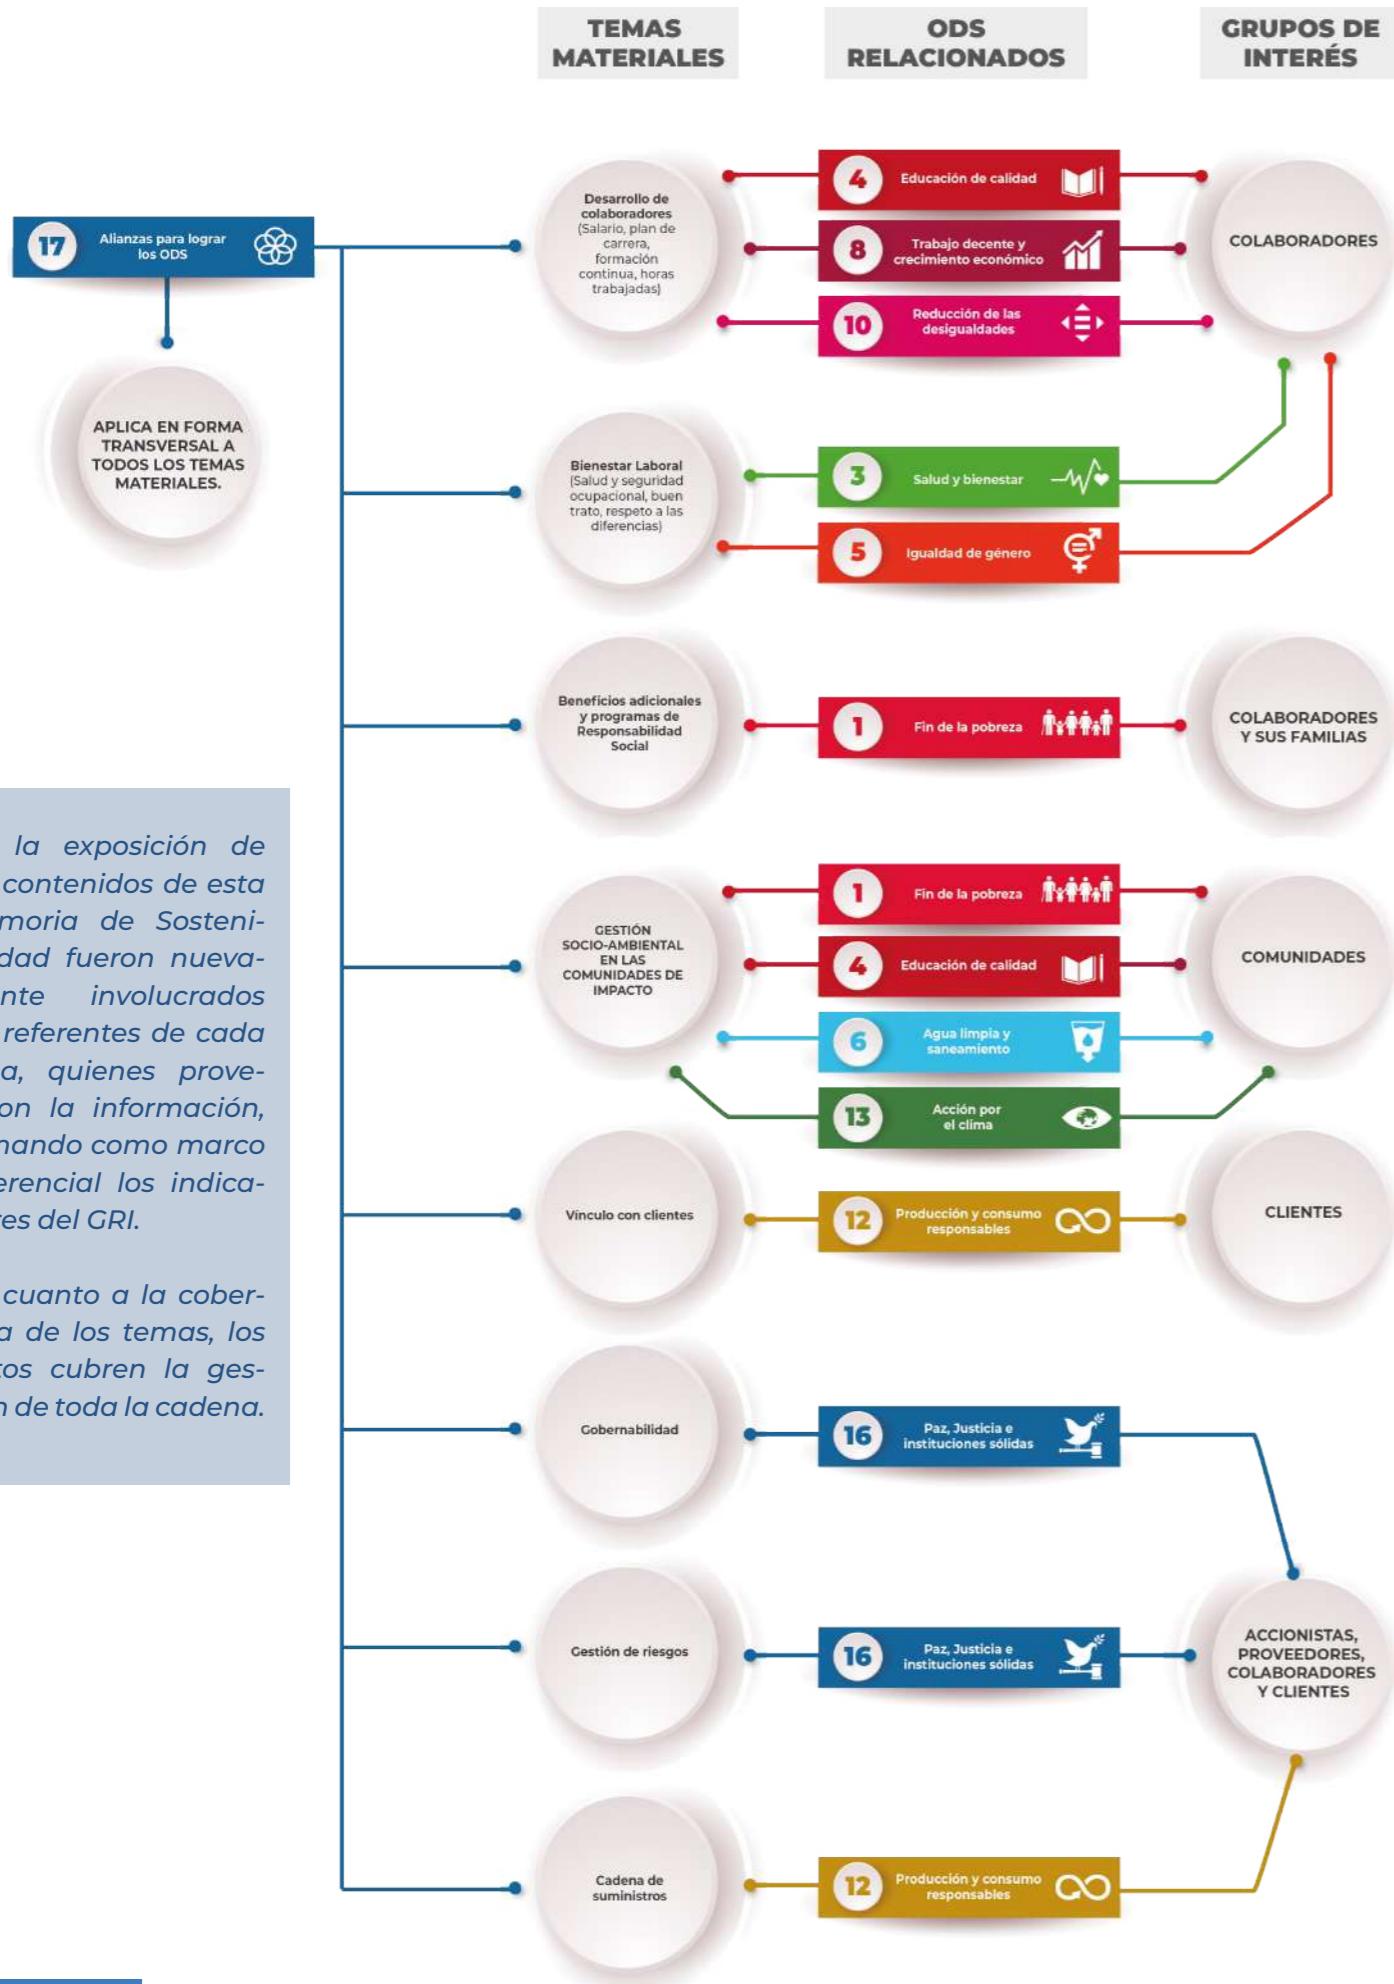 TEMAS
MATERIALES
ODS
RELACIONADOS
GRUPOS DE
INTERÉS
17
Alianzas para lograr
los ODS
APLICA EN FORMA
TRANSVERSAL A
TODOS LOS TEMAS
MATERIALES.
Desarrollo de
colaboradores
(Salario, plan de
carrera,
formación
continua, horas
trabajadas)
4
Educación de calidad
8
Trabajo decente y
crecimiento económico
10
Reducción de las
desigualdades
COLABORADORES
Bienestar Laboral
(Salud y seguridad
ocupacional, buen
trato, respeto a las
diferencias)
3
Salud y bienestar
5
Igualdad de género
Beneficios adicionales
y programas de
Responsabilidad
Social
1
Fin de la pobreza
COLABORADORES
Y SUS FAMILIAS
GESTIÓN
SOCIO-AMBIENTAL
EN LAS
COMUNIDADES DE
IMPACTO
1
Fin de la pobreza
4
Educación de calidad
6
Agua limpia y
saneamiento
13
Acción por
el clima
COMUNIDADES
Vínculo con clientes
12
Producción y consumo
responsables
CLIENTES
Gobernabilidad
16
Paz, Justicia e
instituciones sólidas
Gestión de riesgos
16
Paz, Justicia e
instituciones sólidas
ACCIONISTAS,
PROVEEDORES,
COLABORADORES
Y CLIENTES
Cadena de
suministros
12
Producción y consumo
responsables
la exposición de
contenidos de esta
moria de Sosteni-
dad fueron nueva-
nte involucrados
referentes de cada
a, quienes prove-
on la información,
nando como marco
erencial los indica-
res del GRI.
cuanto a la cober-
a de los temas, los
tos cubren la ges-
n de toda la cadena.